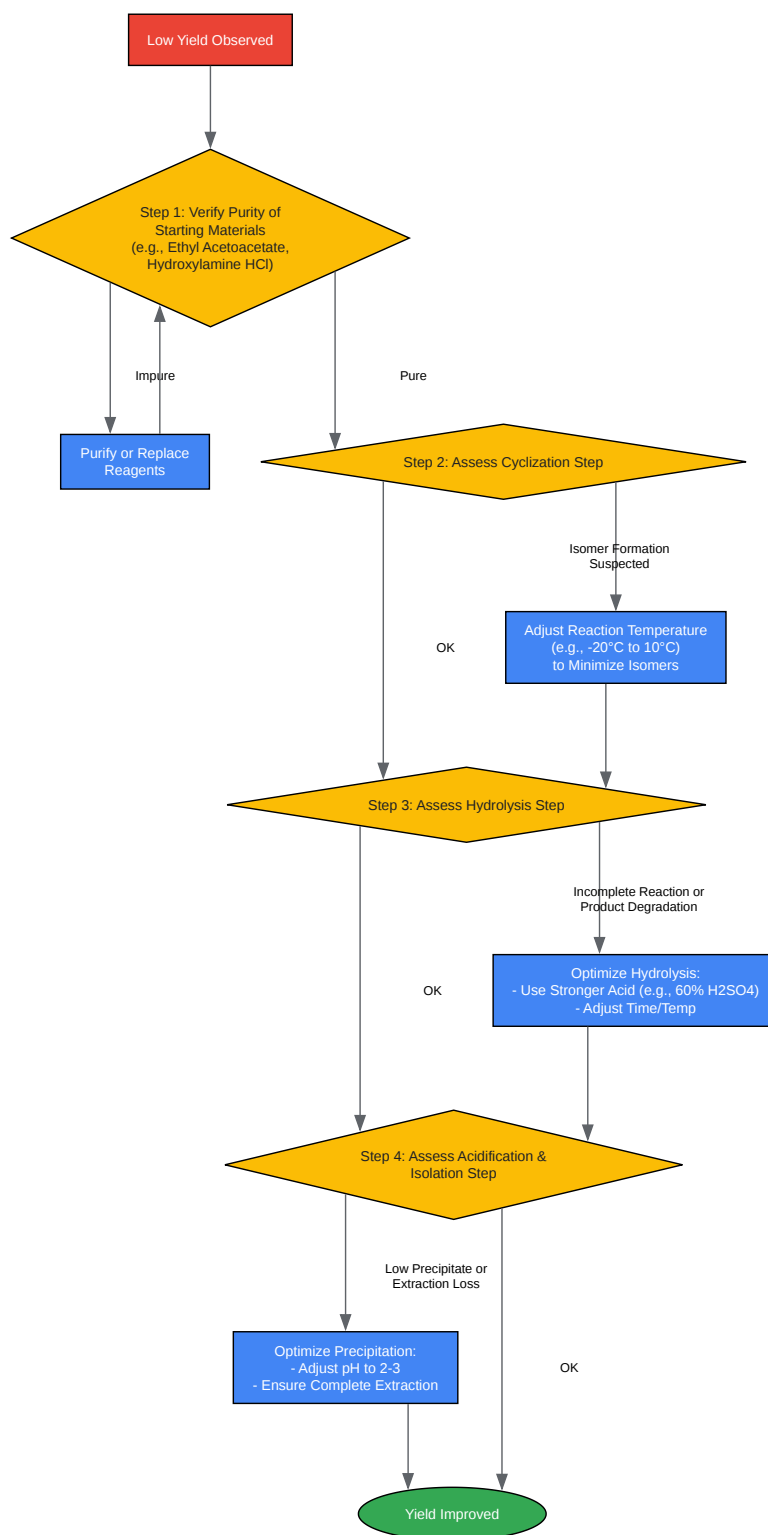 Low Yield Observed
Step 1: Verify Purity of
Starting Materials
(e.g., Ethyl Acetoacetate,
Hydroxylamine HCl)
Impure
Pure
Purify or Replace
Reagents
Step 2: Assess Cyclization Step
Isomer Formation
Suspected
OK
Adjust Reaction Temperature
(e.g., -20°C to 10°C)
to Minimize Isomers
Step 3: Assess Hydrolysis Step
Incomplete Reaction or
Product Degradation
OK
Optimize Hydrolysis:
- Use Stronger Acid (e.g., 60% H2SO4)
- Adjust Time/Temp
Step 4: Assess Acidification &
Isolation Step
Low Precipitate or
Extraction Loss
OK
Optimize Precipitation:
- Adjust pH to 2-3
- Ensure Complete Extraction
Yield Improved